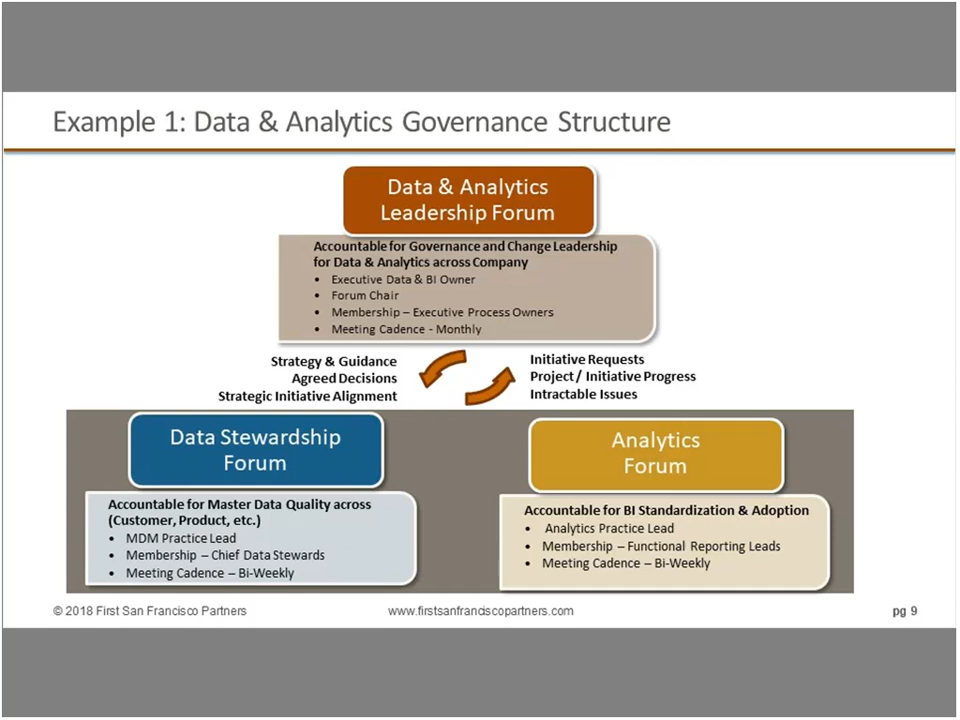 Example 1: Data & Analytics Governance Structure
Data & Analytics
Leadership Forum
Accountable for Governance and Change Leadership
for Data & Analytics across Company
• Executive Data & BI Owner
• Forum Chair
• Membership – Executive Process Owners
• Meeting Cadence - Monthly
Strategy & Guidance
Agreed Decisions
Strategic Initiative Alignment
Initiative Requests
Project / Initiative Progress
Intractable Issues
Data Stewardship
Forum
Accountable for Master Data Quality across
(Customer, Product, etc.)
• MDM Practice Lead
• Membership – Chief Data Stewards
• Meeting Cadence – Bi-Weekly
Analytics
Forum
Accountable for BI Standardization & Adoption
• Analytics Practice Lead
• Membership – Functional Reporting Leads
• Meeting Cadence – Bi-Weekly
© 2018 First San Francisco Partners
www.firstsanfranciscopartners.com
pg 9